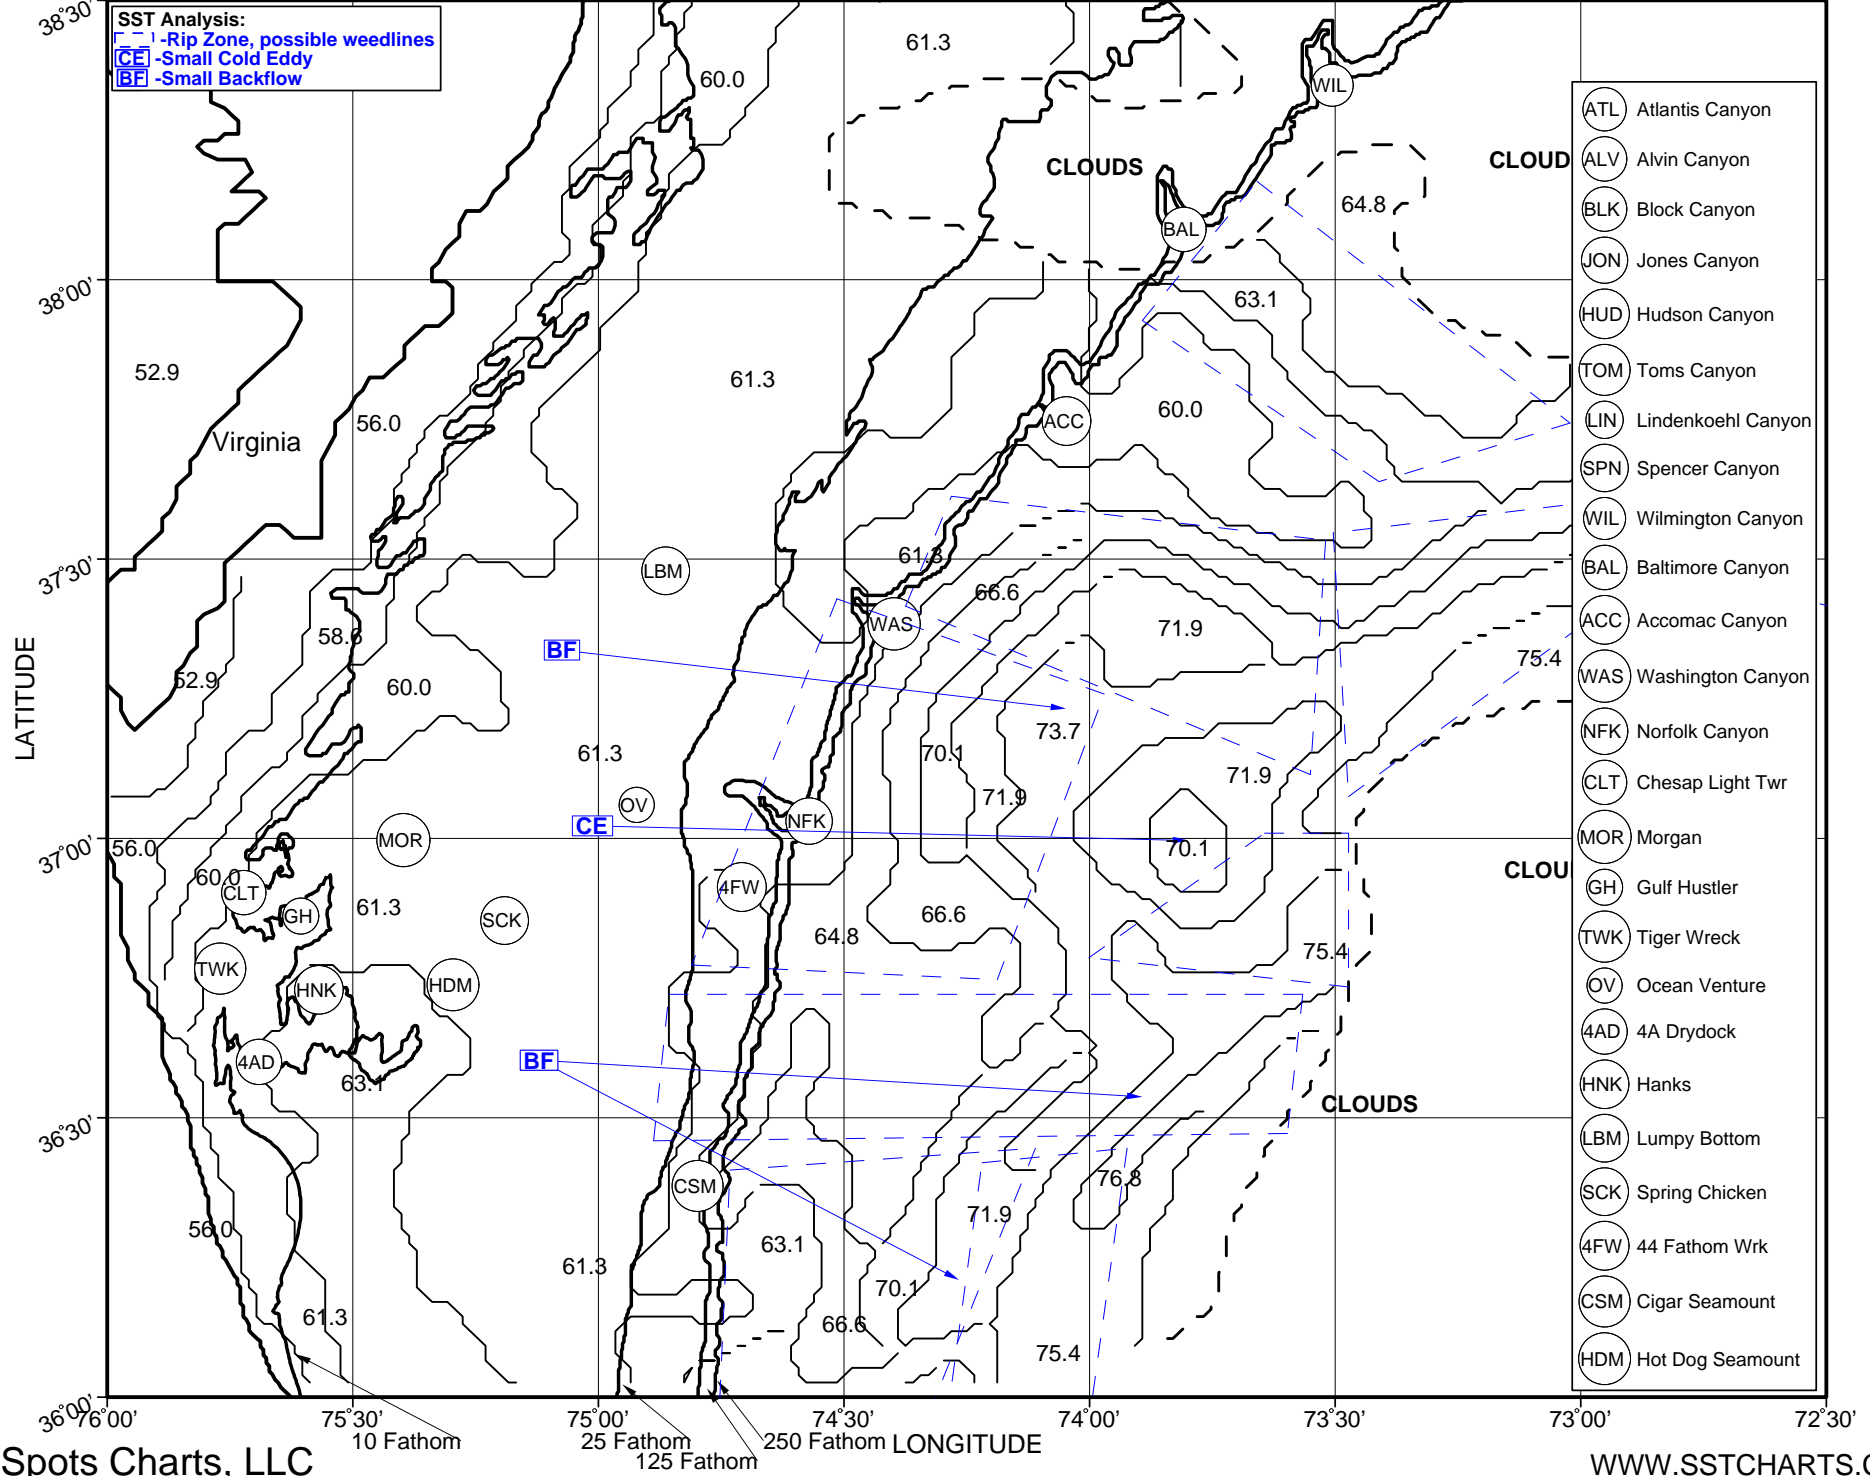 38°30'
SST Analysis:
-Rip Zone, possible weedlines
CE -Small Cold Eddy
BF -Small Backflow
61.3
60.0
WIL
CLOUDS
CLOUD
64.8
BAL
38°00'
63.1
52.9
61.3
56.0
60.0
ACC
Virginia
37°30'
61.3
LBM
66.6
WAS
58.6
71.9
BF
75.4
52.9
60.0
LATITUDE
61.3
70.1
73.7
71.9
71.9
OV
NFK
CE
37°00'
56.0
MOR
70.1
60.0
CLT
4FW
CLOU
61.3
GH
SCK
66.6
64.8
75.4
TWK
HNK
HDM
4AD
BF
63.1
CLOUDS
36°30'
CSM
76.8
71.9
56.0
63.1
61.3
70.1
61.3
66.6
75.4
36°00'
ATL Atlantis Canyon
ALV Alvin Canyon
BLK Block Canyon
JON Jones Canyon
HUD Hudson Canyon
TOM Toms Canyon
LIN Lindenkoehl Canyon
SPN Spencer Canyon
WIL Wilmington Canyon
BAL Baltimore Canyon
ACC Accomac Canyon
WAS Washington Canyon
NFK Norfolk Canyon
CLT Chesap Light Twr
MOR Morgan
GH Gulf Hustler
TWK Tiger Wreck
OV Ocean Venture
4AD 4A Drydock
HNK Hanks
LBM Lumpy Bottom
SCK Spring Chicken
4FW 44 Fathom Wrk
CSM Cigar Seamount
HDM Hot Dog Seamount
76°00' 75°30' 75°00' 74°30' 74°00' 73°30' 73°00' 72°30'
10 Fathom 25 Fathom 250 Fathom LONGITUDE
125 Fathom
Spots Charts, LLC
WWW.SSTCHARTS.C